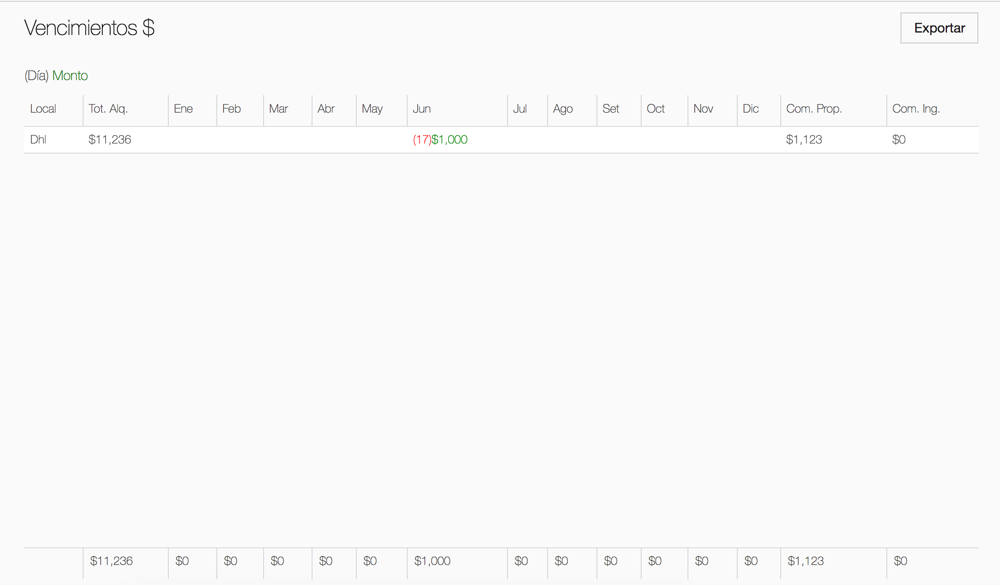 Vencimientos $
Exportar
(Día) Monto
Local Tot. Alq. Ene Feb Mar Abr May Jun Jul Ago Set Oct Nov Dic Com. Prop. Com. Ing.
Dhl $11,236 (17)$1,000 $1,123 $0
$11,236 $0 $0 $0 $0 $0 $1,000 $0 $0 $0 $0 $0 $0 $1,123 $0